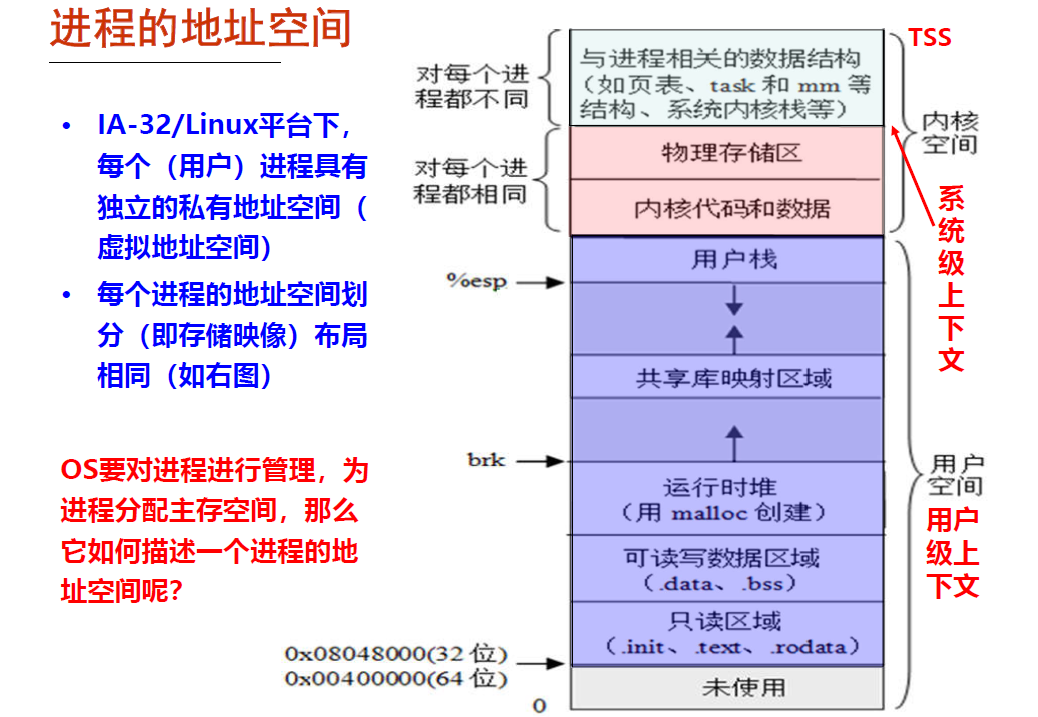 进程的地址空间
• IA-32/Linux平台下，
每个（用户）进程具有
独立的私有地址空间（
虚拟地址空间）
• 每个进程的地址空间划
分（即存储映像）布局
相同（如右图）
OS要对进程进行管理，为
进程分配主存空间，那么
它如何描述一个进程的地
址空间呢？
对每个进
程都不同
与进程相关的数据结构
（如页表、task 和 mm 等
结构、系统内核栈等）
TSS
对每个进
程都相同
物理存储区
内核代码和数据
内核
空间
系
统
级
上
下
文
用户栈
%esp
共享库映射区域
brk
运行时堆
（用 malloc 创建）
用户
空间
用户
级上
下文
可读写数据区域
（.data、.bss）
只读区域
（.init、.text、.rodata）
0x08048000(32 位)
0x00400000(64 位)
未使用
0